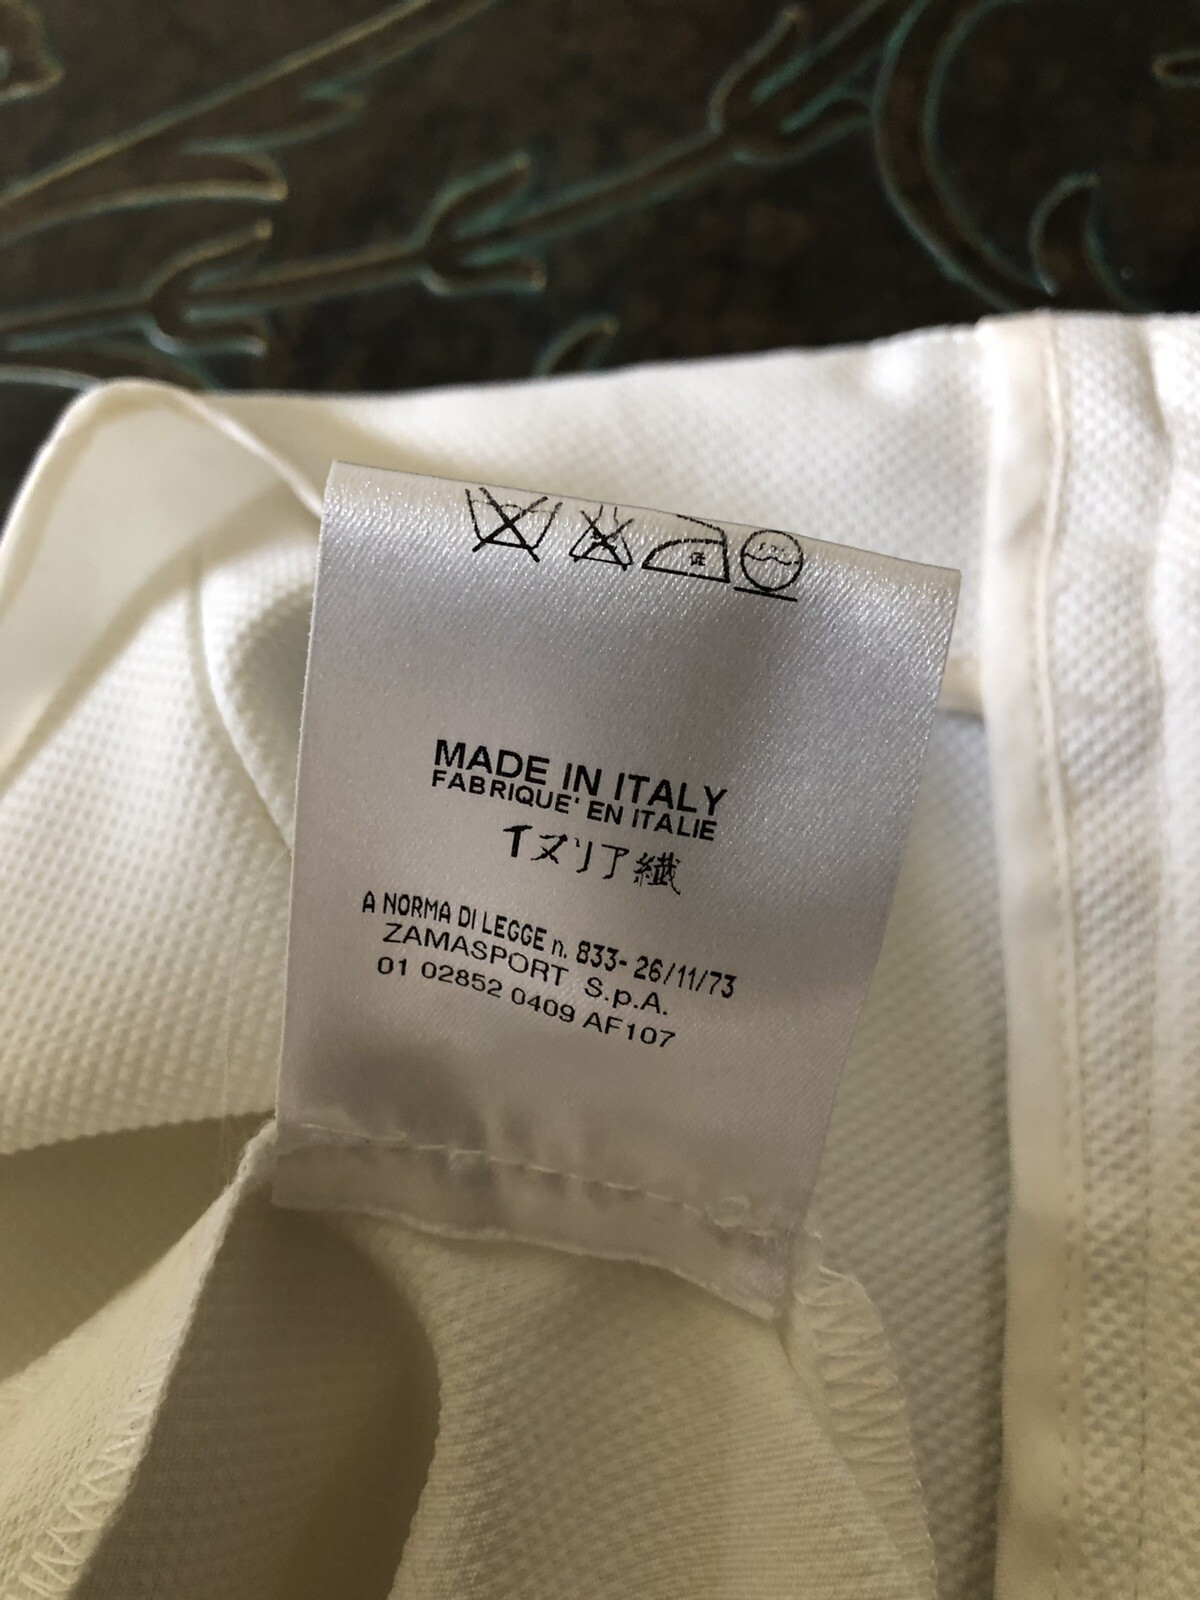 MADE IN ITALY
FABRIQUE' EN ITALIE
イヌリア繊
A NORMA DI LEGGE n. 833- 26/11/73
ZAMASPORT S.p.A.
01 02852 0409 AF107